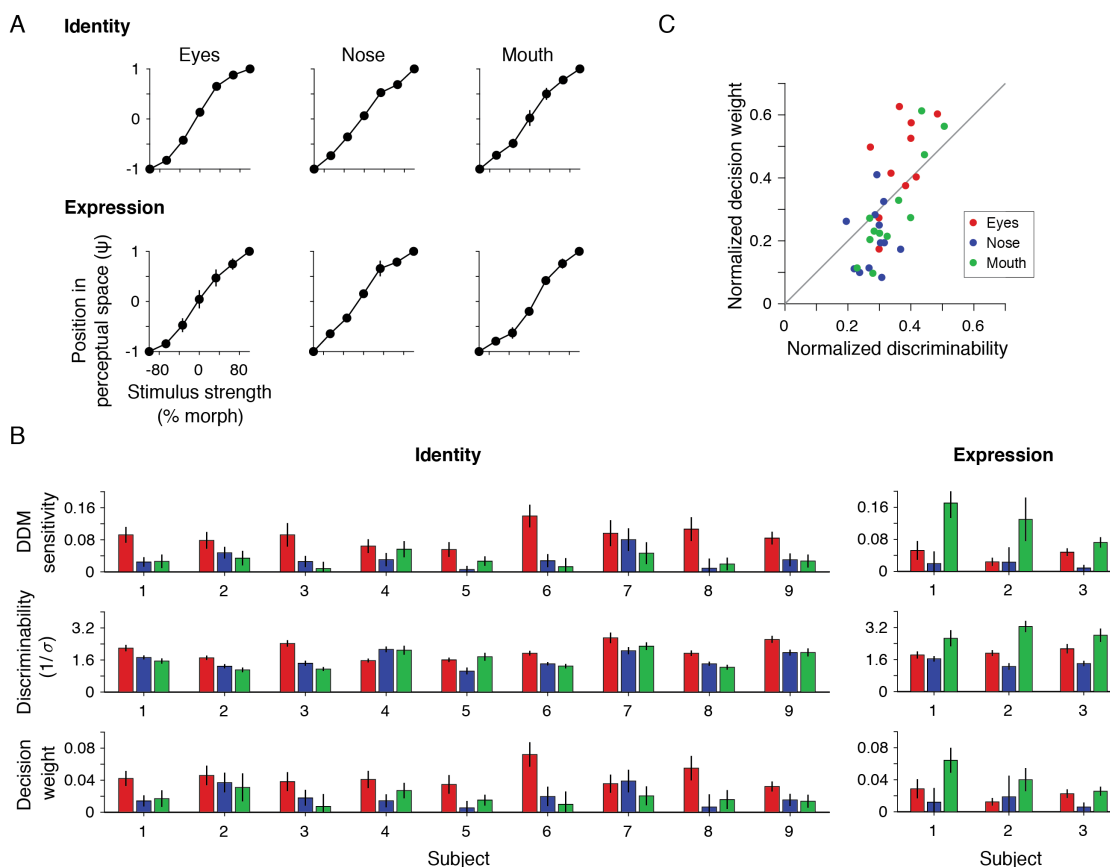 A
Identity
Eyes
Nose
Mouth
1
0
-1
Expression
1
0
-1
Position in
perceptual space (ψ)
-80
0
80
Stimulus strength
(% morph)
C
Normalized decision weight
0.6
0.4
0.2
0
0
0.2
0.4
0.6
Normalized discriminability
Eyes
Nose
Mouth
B
Identity
Expression
DDM
sensitivity
0.16
0.08
0
1 2 3 4 5 6 7 8 9
0.16
0.08
0
1 2 3
Discriminability
(1/σ)
3.2
1.6
0
1 2 3 4 5 6 7 8 9
3.2
1.6
0
1 2 3
Decision
weight
0.08
0.04
0
1 2 3 4 5 6 7 8 9
Subject
0.08
0.04
0
1 2 3
Subject